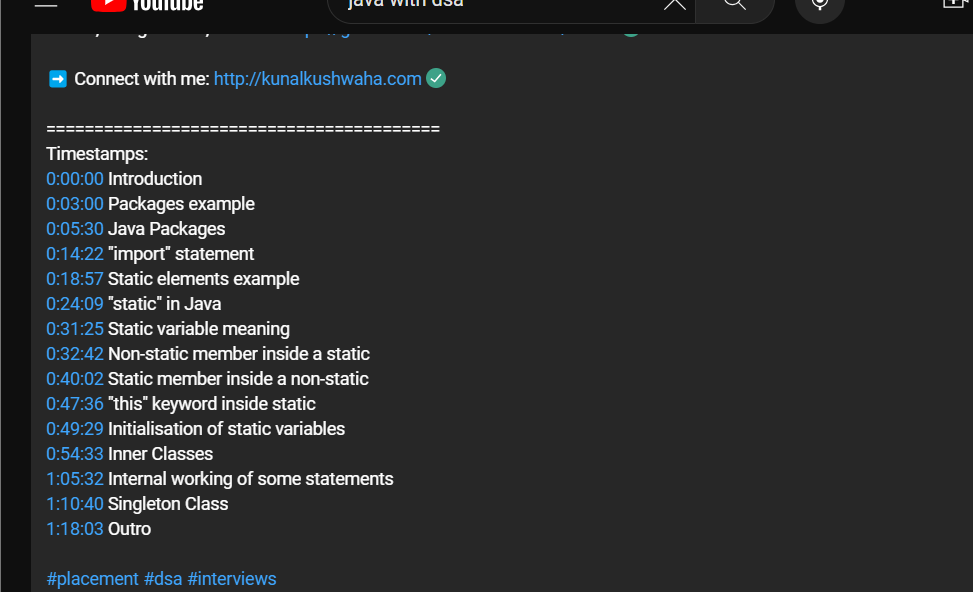 YouTube
java with dsa
Connect with me: http://kunalkushwaha.com
=========================================
Timestamps:
0:00:00 Introduction
0:03:00 Packages example
0:05:30 Java Packages
0:14:22 "import" statement
0:18:57 Static elements example
0:24:09 "static" in Java
0:31:25 Static variable meaning
0:32:42 Non-static member inside a static
0:40:02 Static member inside a non-static
0:47:36 "this" keyword inside static
0:49:29 Initialisation of static variables
0:54:33 Inner Classes
1:05:32 Internal working of some statements
1:10:40 Singleton Class
1:18:03 Outro
#placement #dsa #interviews